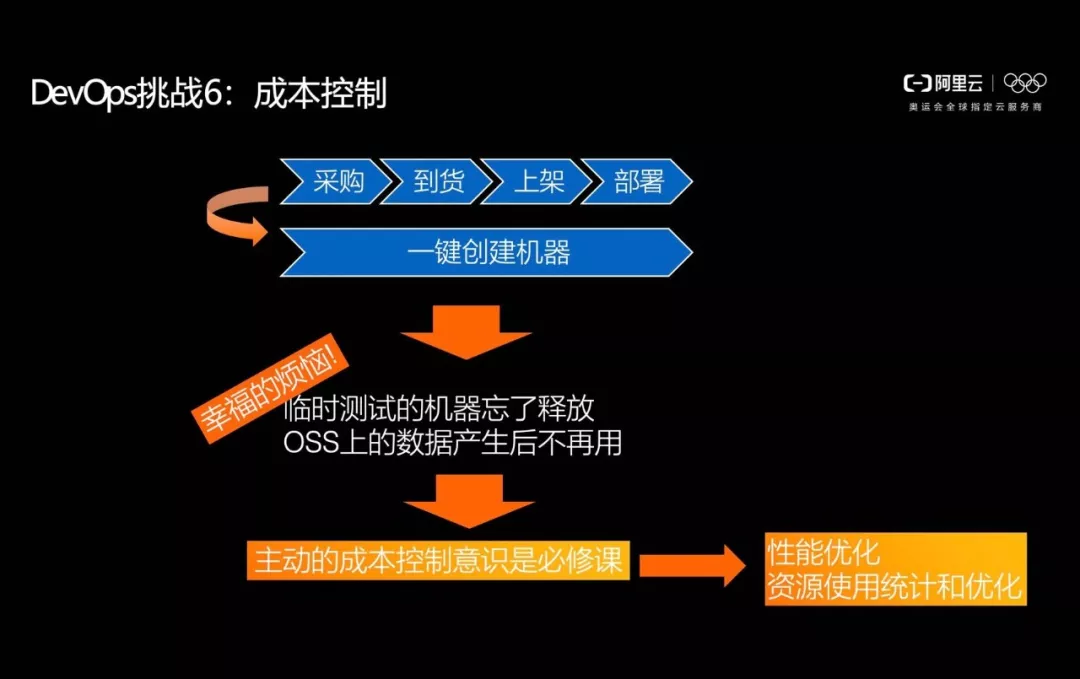 DevOps挑战6：成本控制
阿里云
奥运会全球指定云服务商
采购 到货 上架 部署
一键创建机器
幸福的烦恼!
临时测试的机器忘了释放
OSS上的数据产生后不再用
主动的成本控制意识是必修课
性能优化
资源使用统计和优化